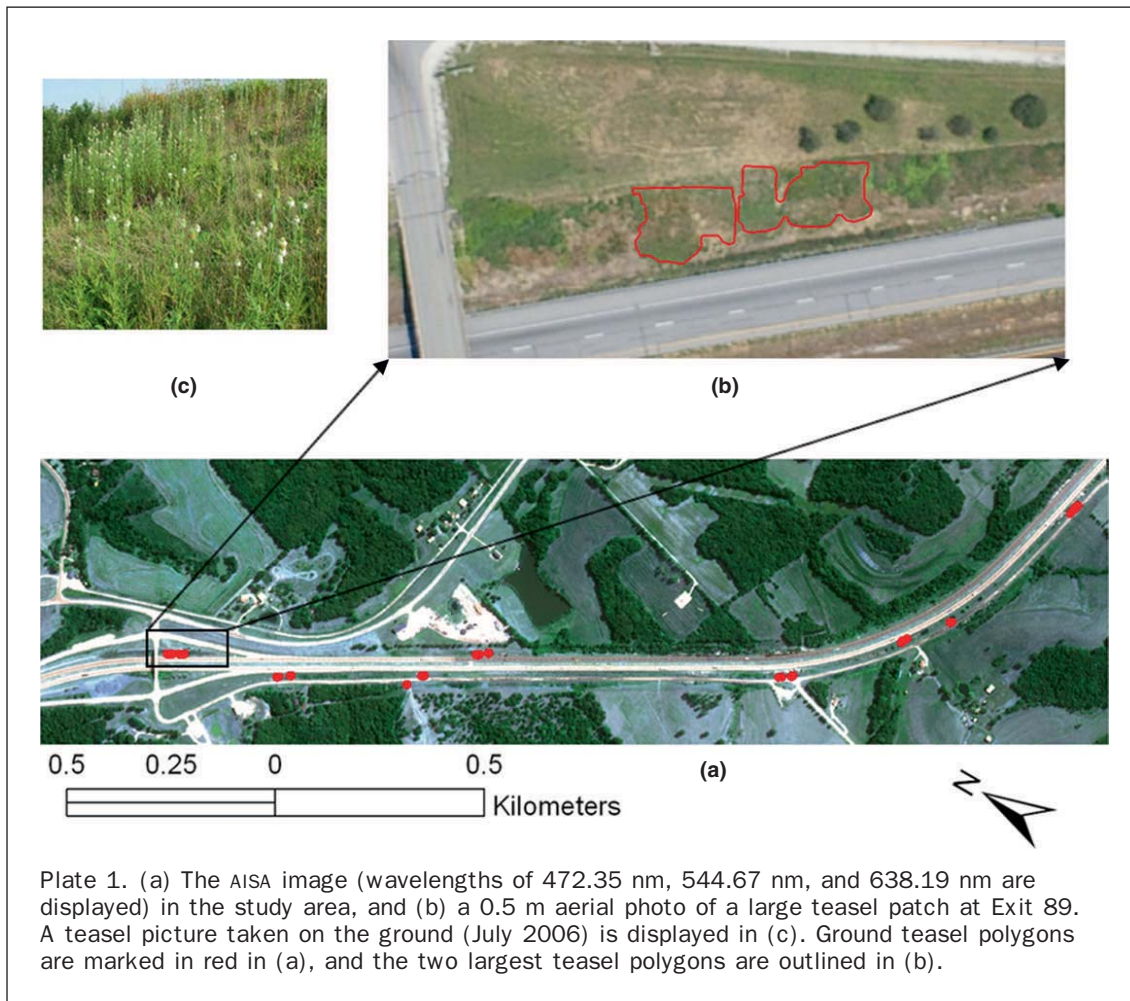 (c)
(b)
(a)
0.5 0.25 0 0.5
Kilometers
N
Plate 1. (a) The AISA image (wavelengths of 472.35 nm, 544.67 nm, and 638.19 nm are
displayed) in the study area, and (b) a 0.5 m aerial photo of a large teasel patch at Exit 89.
A teasel picture taken on the ground (July 2006) is displayed in (c). Ground teasel polygons
are marked in red in (a), and the two largest teasel polygons are outlined in (b).